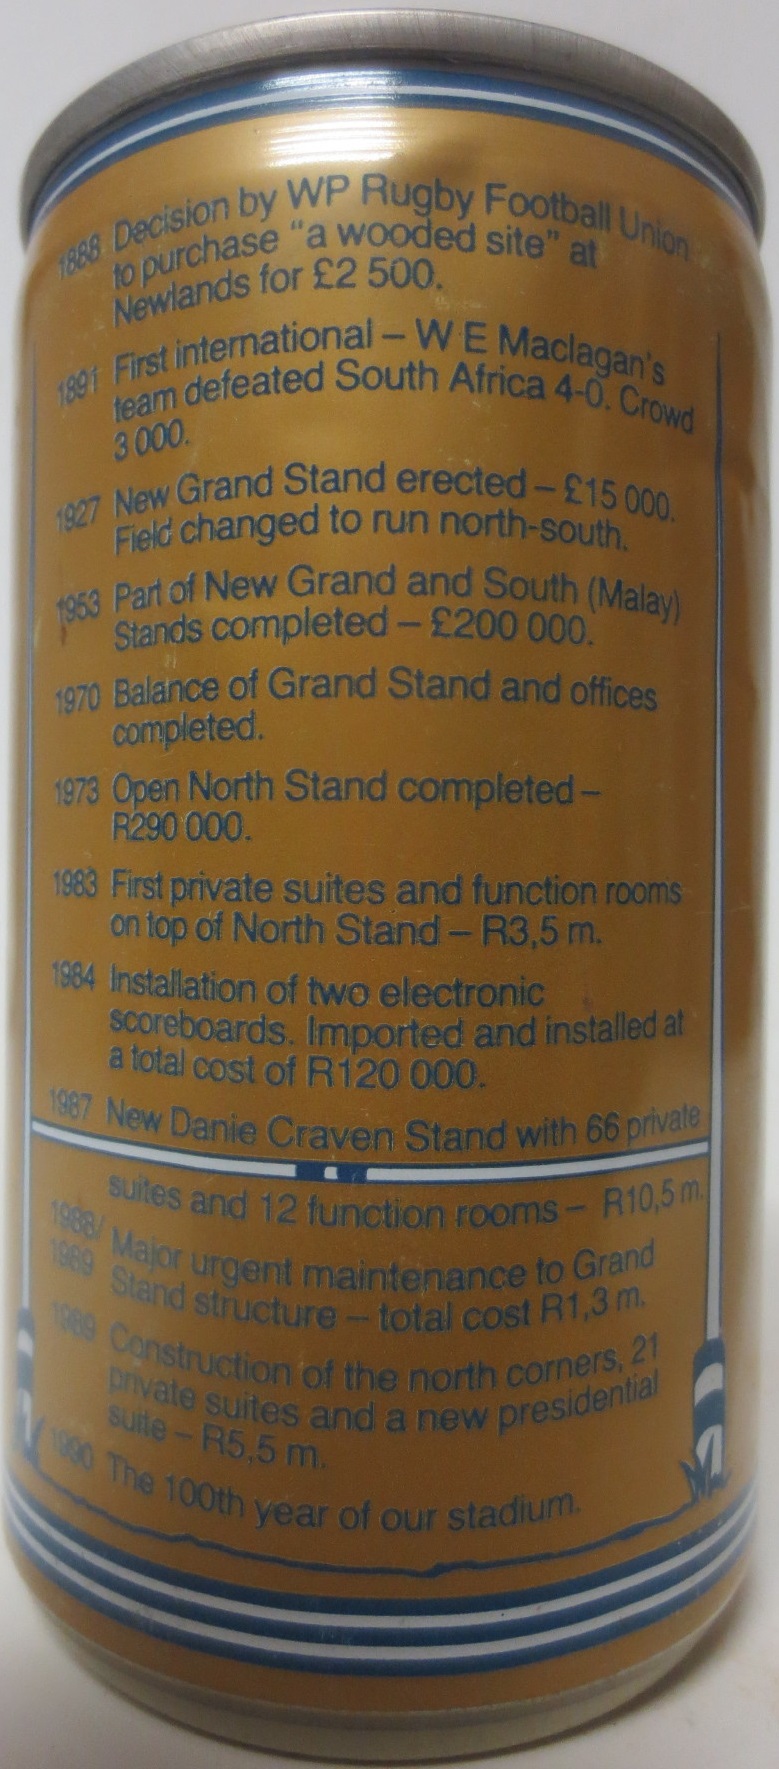 1888 Decision by WP Rugby Football Union
to purchase "a wooded site" at
Newlands for £2 500.
1891 First international – W E Maclagan's
team defeated South Africa 4-0. Crowd
3 000.
1927 New Grand Stand erected – £15 000.
Field changed to run north-south.
1953 Part of New Grand and South (Malay)
Stands completed – £200 000.
1970 Balance of Grand Stand and offices
completed.
1973 Open North Stand completed –
R290 000.
1983 First private suites and function rooms
on top of North Stand – R3,5 m.
1984 Installation of two electronic
scoreboards. Imported and installed at
a total cost of R120 000.
1987 New Danie Craven Stand with 66 private
suites and 12 function rooms – R10,5 m.
1988/ Major urgent maintenance to Grand
1989 Stand structure – total cost R1,3 m.
1989 Construction of the north corners, 21
private suites and a new presidential
suite – R5,5 m.
1990 The 100th year of our stadium.